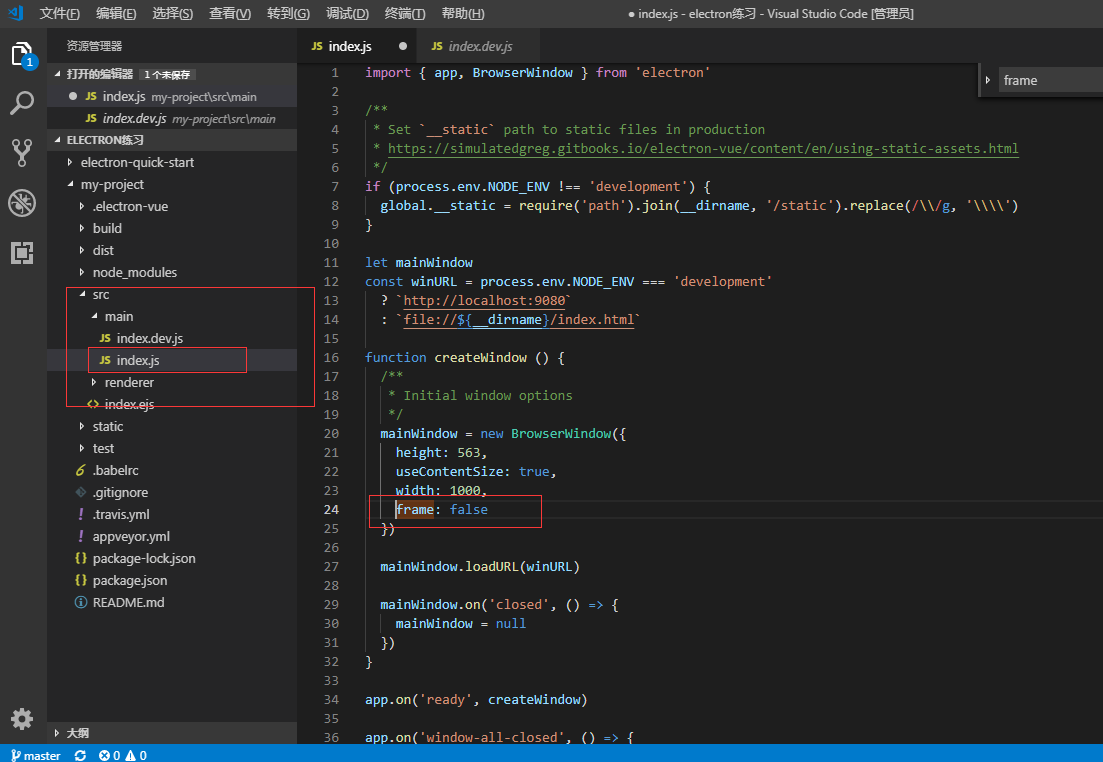 文件(F) 编辑(E) 选择(S) 查看(V) 转到(G) 调试(D) 终端(T) 帮助(H) ● index.js - electron练习 - Visual Studio Code [管理员]
资源管理器
1
打开的编辑器 1 个未保存
● JS index.js my-project\src\main
JS index.dev.js my-project\src\main
ELECTRON练习
electron-quick-start
my-project
.electron-vue
build
dist
node_modules
src
main
JS index.dev.js
JS index.js
renderer
<> index.ejs
static
test
.babelrc
.gitignore
! .travis.yml
! appveyor.yml
{} package-lock.json
{} package.json
README.md
大纲
JS index.js ●
JS index.dev.js
frame
1 import { app, BrowserWindow } from 'electron'
2
3 /**
4 * Set `__static` path to static files in production
5 * https://simulatedgreg.gitbooks.io/electron-vue/content/en/using-static-assets.html
6 */
7 if (process.env.NODE_ENV !== 'development') {
8 global.__static = require('path').join(__dirname, '/static').replace(/\\/g, '\\\\')
9 }
10
11 let mainWindow
12 const winURL = process.env.NODE_ENV === 'development'
13 ? `http://localhost:9080`
14 : `file://${__dirname}/index.html`
15
16 function createWindow () {
17 /**
18 * Initial window options
19 */
20 mainWindow = new BrowserWindow({
21 height: 563,
22 useContentSize: true,
23 width: 1000,
24 frame: false
25 })
26
27 mainWindow.loadURL(winURL)
28
29 mainWindow.on('closed', () => {
30 mainWindow = null
31 })
32 }
33
34 app.on('ready', createWindow)
35
36 app.on('window-all-closed', () => {
master 0 0